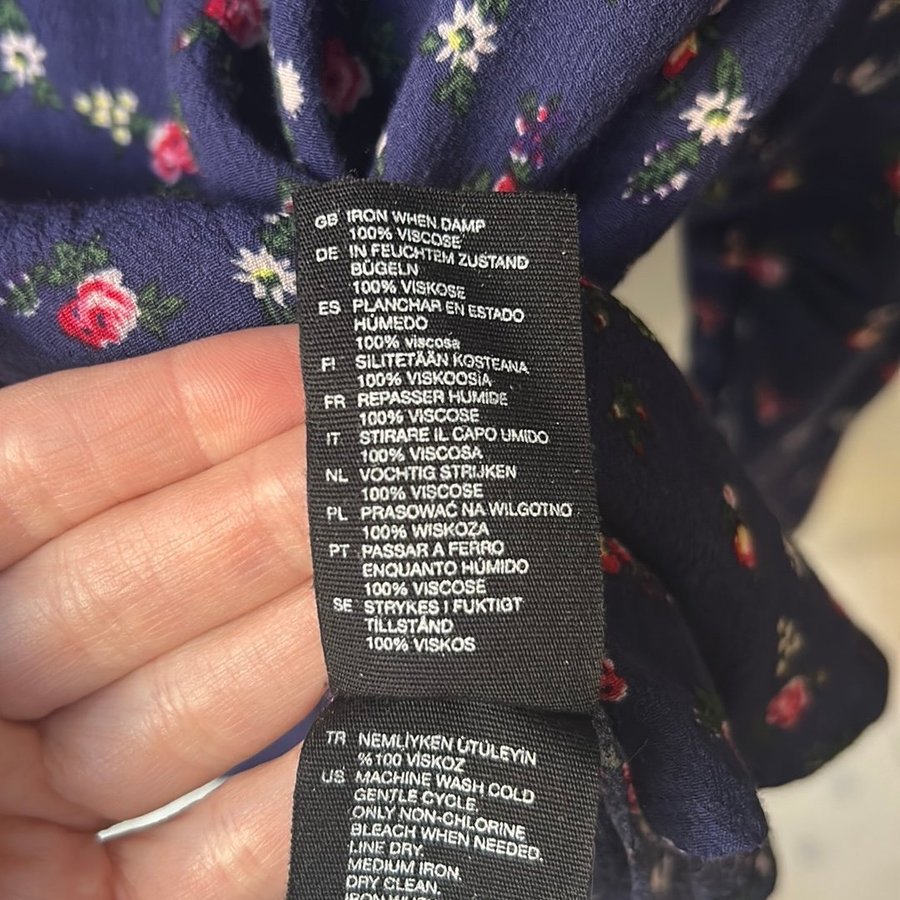 GB IRON WHEN DAMP
100% VISCOSE
DE IN FEUCHTEM ZUSTAND
BÜGELN
100% VISKOSE
ES PLANCHAR EN ESTADO
HÚMEDO
100% viscosa
FI SILITETÄÄN KOSTEANA
100% VISKOOSIA
FR REPASSER HUMIDE
100% VISCOSE
IT STIRARE IL CAPO UMIDO
100% VISCOSA
NL VOCHTIG STRIJKEN
100% VISCOSE
PL PRASOWAĆ NA WILGOTNO
100% WISKOZA
PT PASSAR A FERRO
ENQUANTO HÚMIDO
100% VISCOSE
SE STRYKES I FUKTIGT
TILLSTÅND
100% VISKOS
TR NEMLİYKEN ÜTÜLEYİN
%100 VISKOZ
US MACHINE WASH COLD
GENTLE CYCLE.
ONLY NON-CHLORINE
BLEACH WHEN NEEDED.
LINE DRY.
MEDIUM IRON.
DRY CLEAN.
IRON